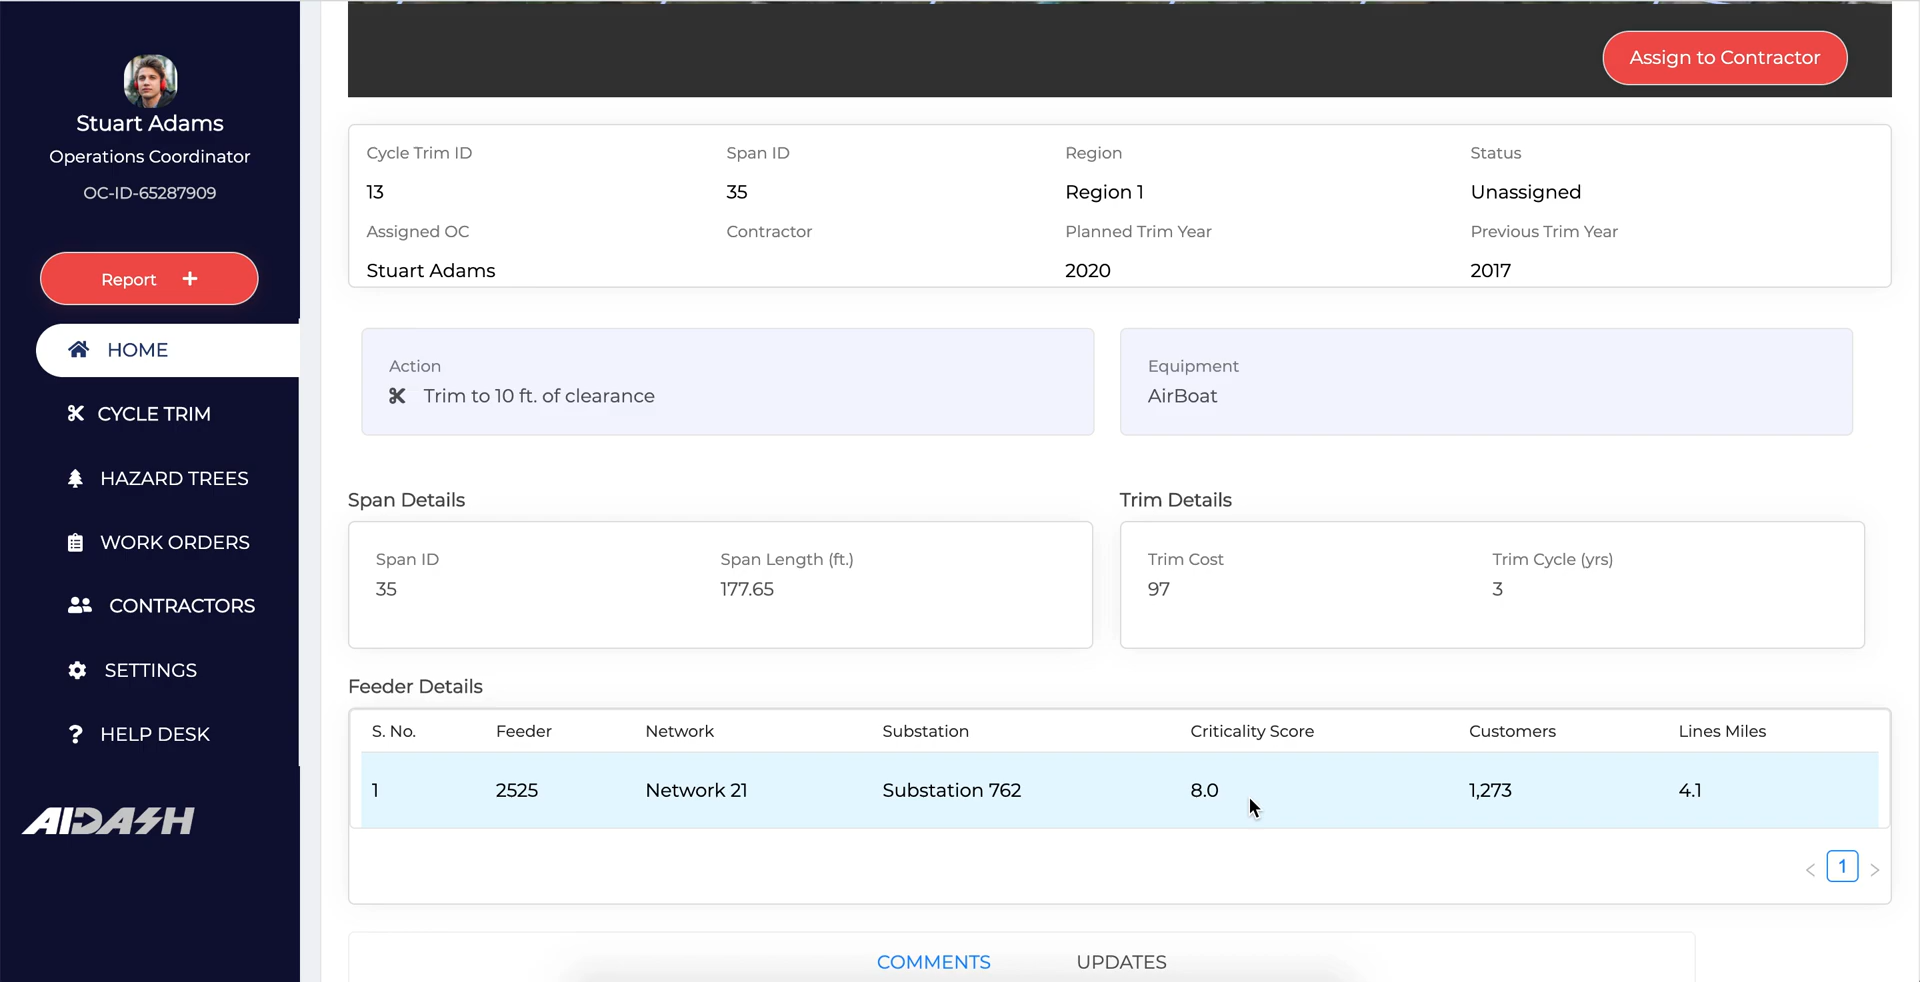 Stuart Adams
Operations Coordinator
OC-ID-65287909
Report +
HOME
CYCLE TRIM
HAZARD TREES
WORK ORDERS
CONTRACTORS
SETTINGS
HELP DESK
AIDASH
Assign to Contractor
Cycle Trim ID Span ID Region Status
13 35 Region 1 Unassigned
Assigned OC Contractor Planned Trim Year Previous Trim Year
Stuart Adams 2020 2017
Action
Trim to 10 ft. of clearance
Equipment
AirBoat
Span Details
Span ID Span Length (ft.)
35 177.65
Trim Details
Trim Cost Trim Cycle (yrs)
97 3
Feeder Details
S. No. Feeder Network Substation Criticality Score Customers Lines Miles
1 2525 Network 21 Substation 762 8.0 1,273 4.1
< 1 >
COMMENTS UPDATES